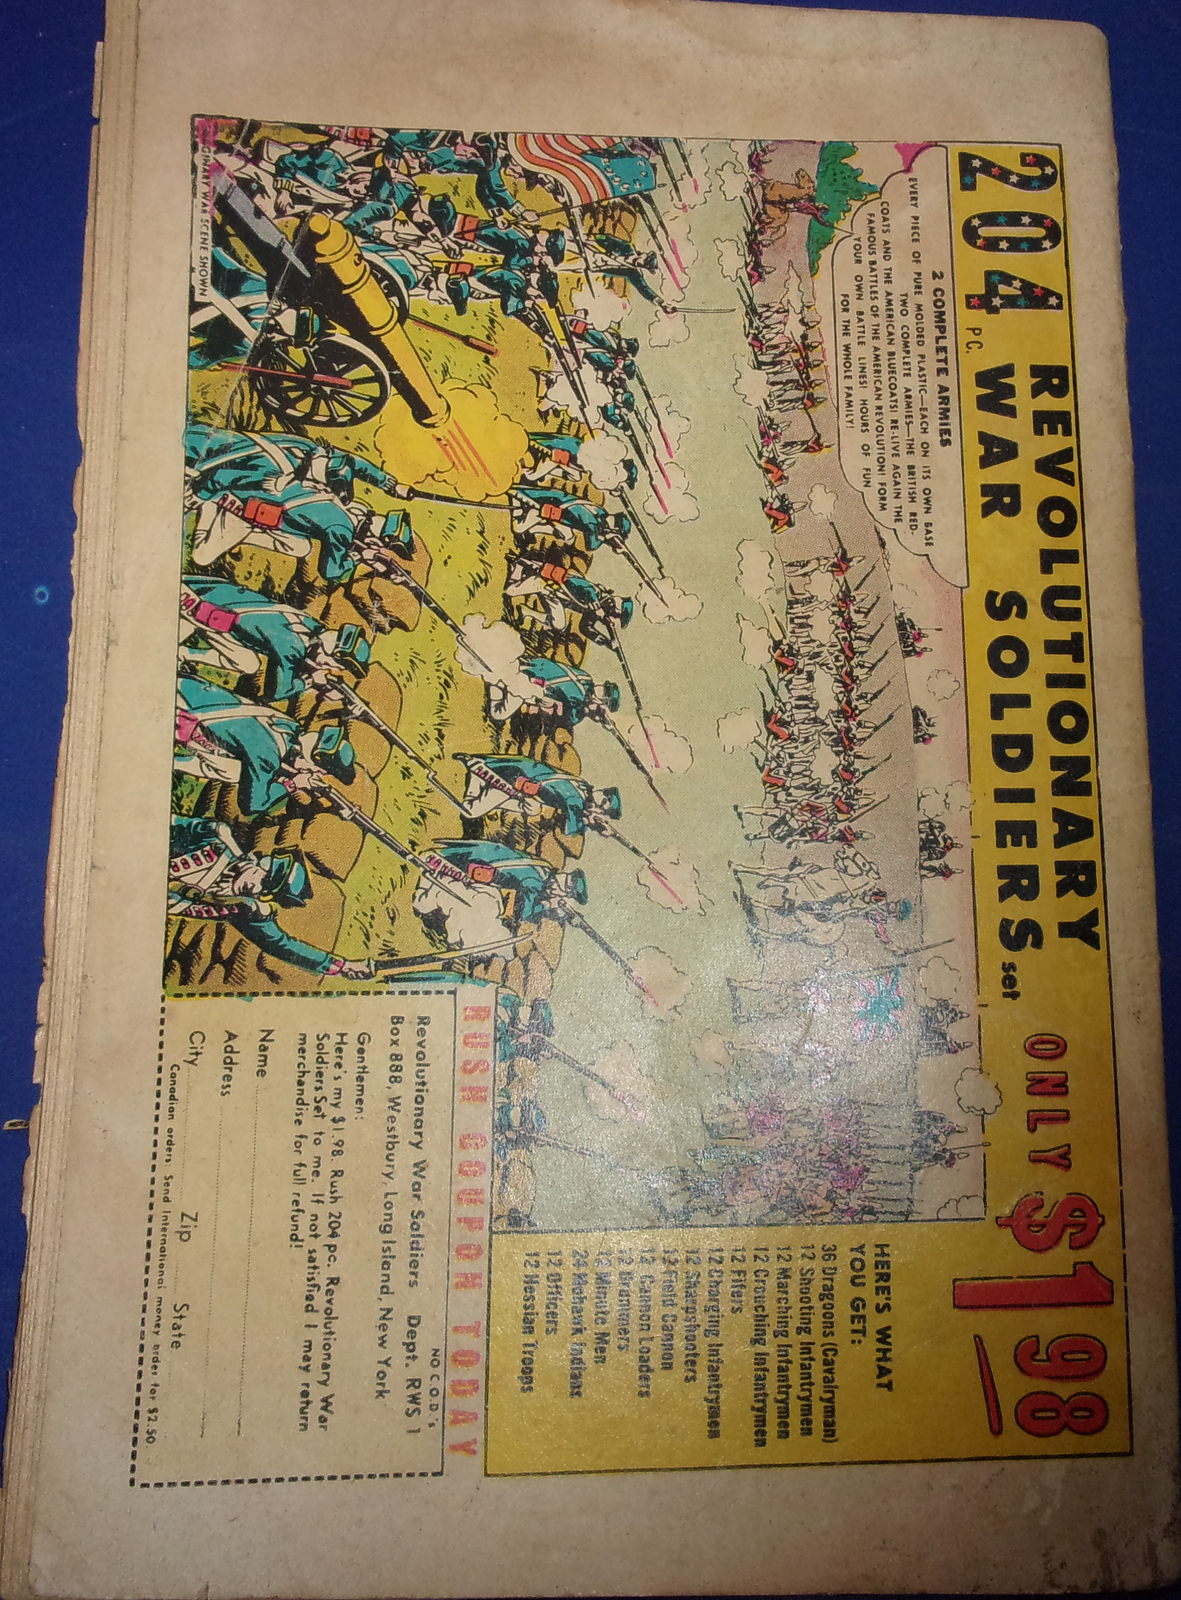 204 PC. REVOLUTIONARY
WAR SOLDIERS set
ONLY $198
2 COMPLETE ARMIES
EVERY PIECE OF PURE MOLDED PLASTIC—EACH ON ITS OWN BASE
TWO COMPLETE ARMIES—THE BRITISH RED-
COATS AND THE AMERICAN BLUECOATS! RE-LIVE AGAIN THE
FAMOUS BATTLES OF THE AMERICAN REVOLUTION! FORM
YOUR OWN BATTLE LINES! HOURS OF FUN
FOR THE WHOLE FAMILY!
WAR SCENE SHOWN
HERE'S WHAT
YOU GET:
36 Dragoons (Cavalryman)
12 Shooting Infantrymen
12 Marching Infantrymen
12 Crouching Infantrymen
12 Fifers
12 Charging Infantrymen
12 Sharpshooters
12 Field Cannon
12 Cannon Loaders
12 Drummers
12 Minute Men
24 Mohawk Indians
12 Officers
12 Hessian Troops
RUSH COUPON TODAY
NO C.O.D.'s
Revolutionary War Soldiers Dept. RWS 1
Box 888, Westbury, Long Island, New York
Gentlemen:
Here's my $1.98. Rush 204 pc. Revolutionary War
Soldiers Set to me. If not satisfied I may return
merchandise for full refund!
Name
Address
City Zip State
Canadian orders: Send International money order for $2.50.